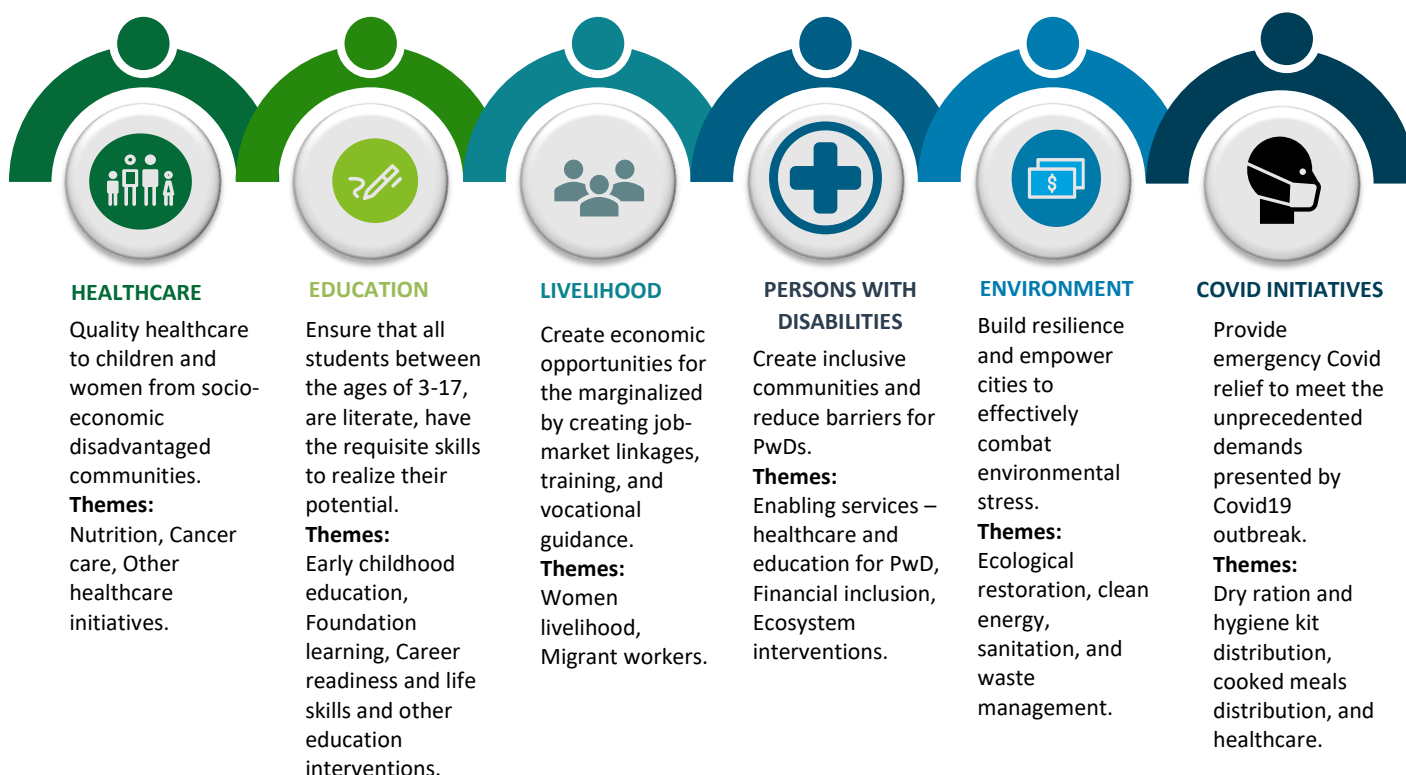 HEALTHCARE
Quality healthcare
to children and
women from socio-
economic
disadvantaged
communities.
Themes:
Nutrition, Cancer
care, Other
healthcare
initiatives.
EDUCATION
Ensure that all
students between
the ages of 3-17,
are literate, have
the requisite skills
to realize their
potential.
Themes:
Early childhood
education,
Foundation
learning, Career
readiness and life
skills and other
education
interventions.
LIVELIHOOD
Create economic
opportunities for
the marginalized
by creating job-
market linkages,
training, and
vocational
guidance.
Themes:
Women
livelihood,
Migrant workers.
PERSONS WITH
DISABILITIES
Create inclusive
communities and
reduce barriers for
PwDs.
Themes:
Enabling services –
healthcare and
education for PwD,
Financial inclusion,
Ecosystem
interventions.
$
ENVIRONMENT
Build resilience
and empower
cities to
effectively
combat
environmental
stress.
Themes:
Ecological
restoration, clean
energy,
sanitation, and
waste
management.
COVID INITIATIVES
Provide
emergency Covid
relief to meet the
unprecedented
demands
presented by
Covid19
outbreak.
Themes:
Dry ration and
hygiene kit
distribution,
cooked meals
distribution, and
healthcare.